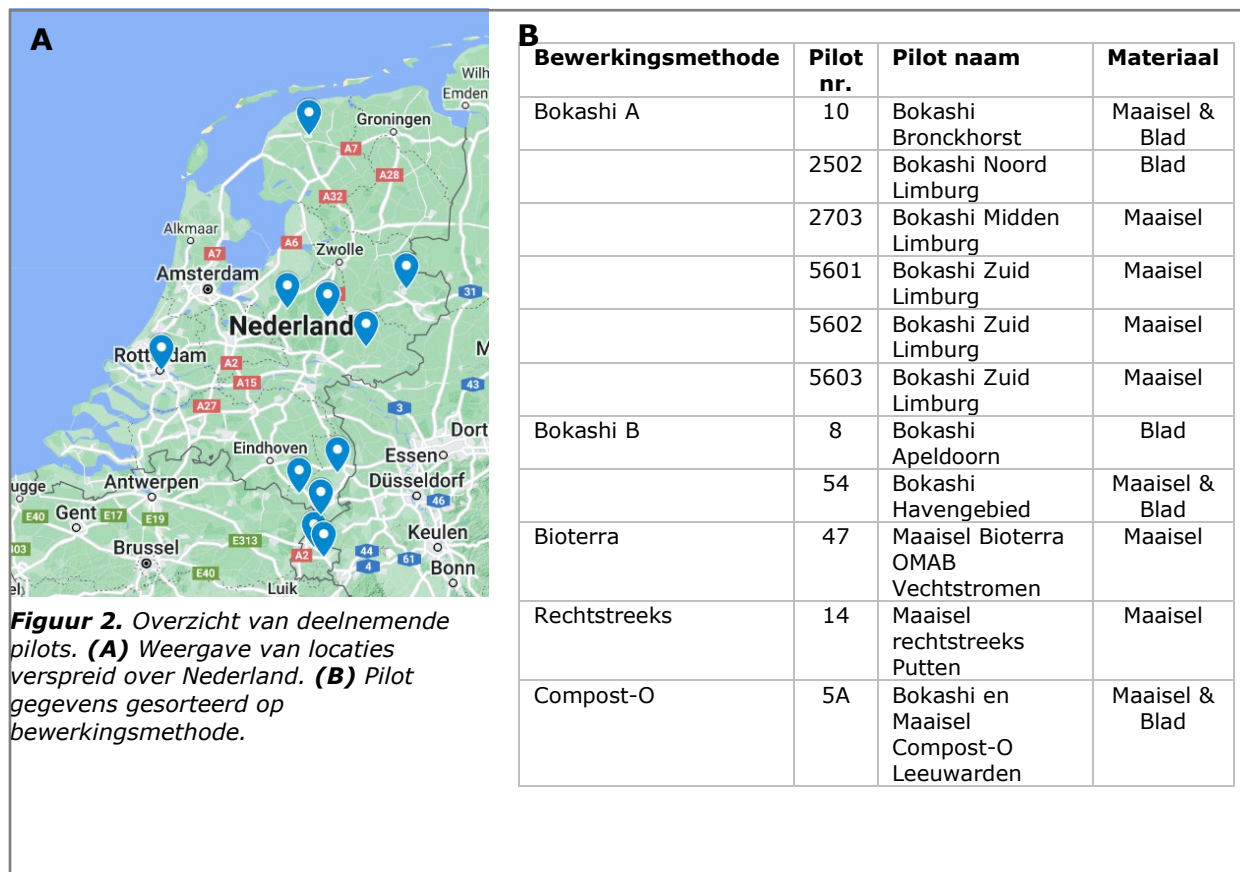 A
Wilh
Emden
Groningen
A7
A28
A32
Alkmaar
A7
A6
Zwolle
Amsterdam
31
Nederland
Rotterdam
A2
A15
43
A27
3
Dort
Eindhoven
Essen
ugge
Antwerpen
Düsseldorf
46
E40
Gent
E17
E19
Keulen
Brussel
E313
A2
44
4
61
Bonn
E40
Luik
Figuur 2. Overzicht van deelnemende
pilots. (A) Weergave van locaties
verspreid over Nederland. (B) Pilot
gegevens gesorteerd op
bewerkingsmethode.
B
Bewerkingsmethode Pilot nr. Pilot naam Materiaal
Bokashi A 10 Bokashi Bronckhorst Maaisel & Blad
2502 Bokashi Noord Limburg Blad
2703 Bokashi Midden Limburg Maaisel
5601 Bokashi Zuid Limburg Maaisel
5602 Bokashi Zuid Limburg Maaisel
5603 Bokashi Zuid Limburg Maaisel
Bokashi B 8 Bokashi Apeldoorn Blad
54 Bokashi Havengebied Maaisel & Blad
Bioterra 47 Maaisel Bioterra OMAB Vechtstromen Maaisel
Rechtstreeks 14 Maaisel rechtstreeks Putten Maaisel
Compost-O 5A Bokashi en Maaisel Compost-O Leeuwarden Maaisel & Blad